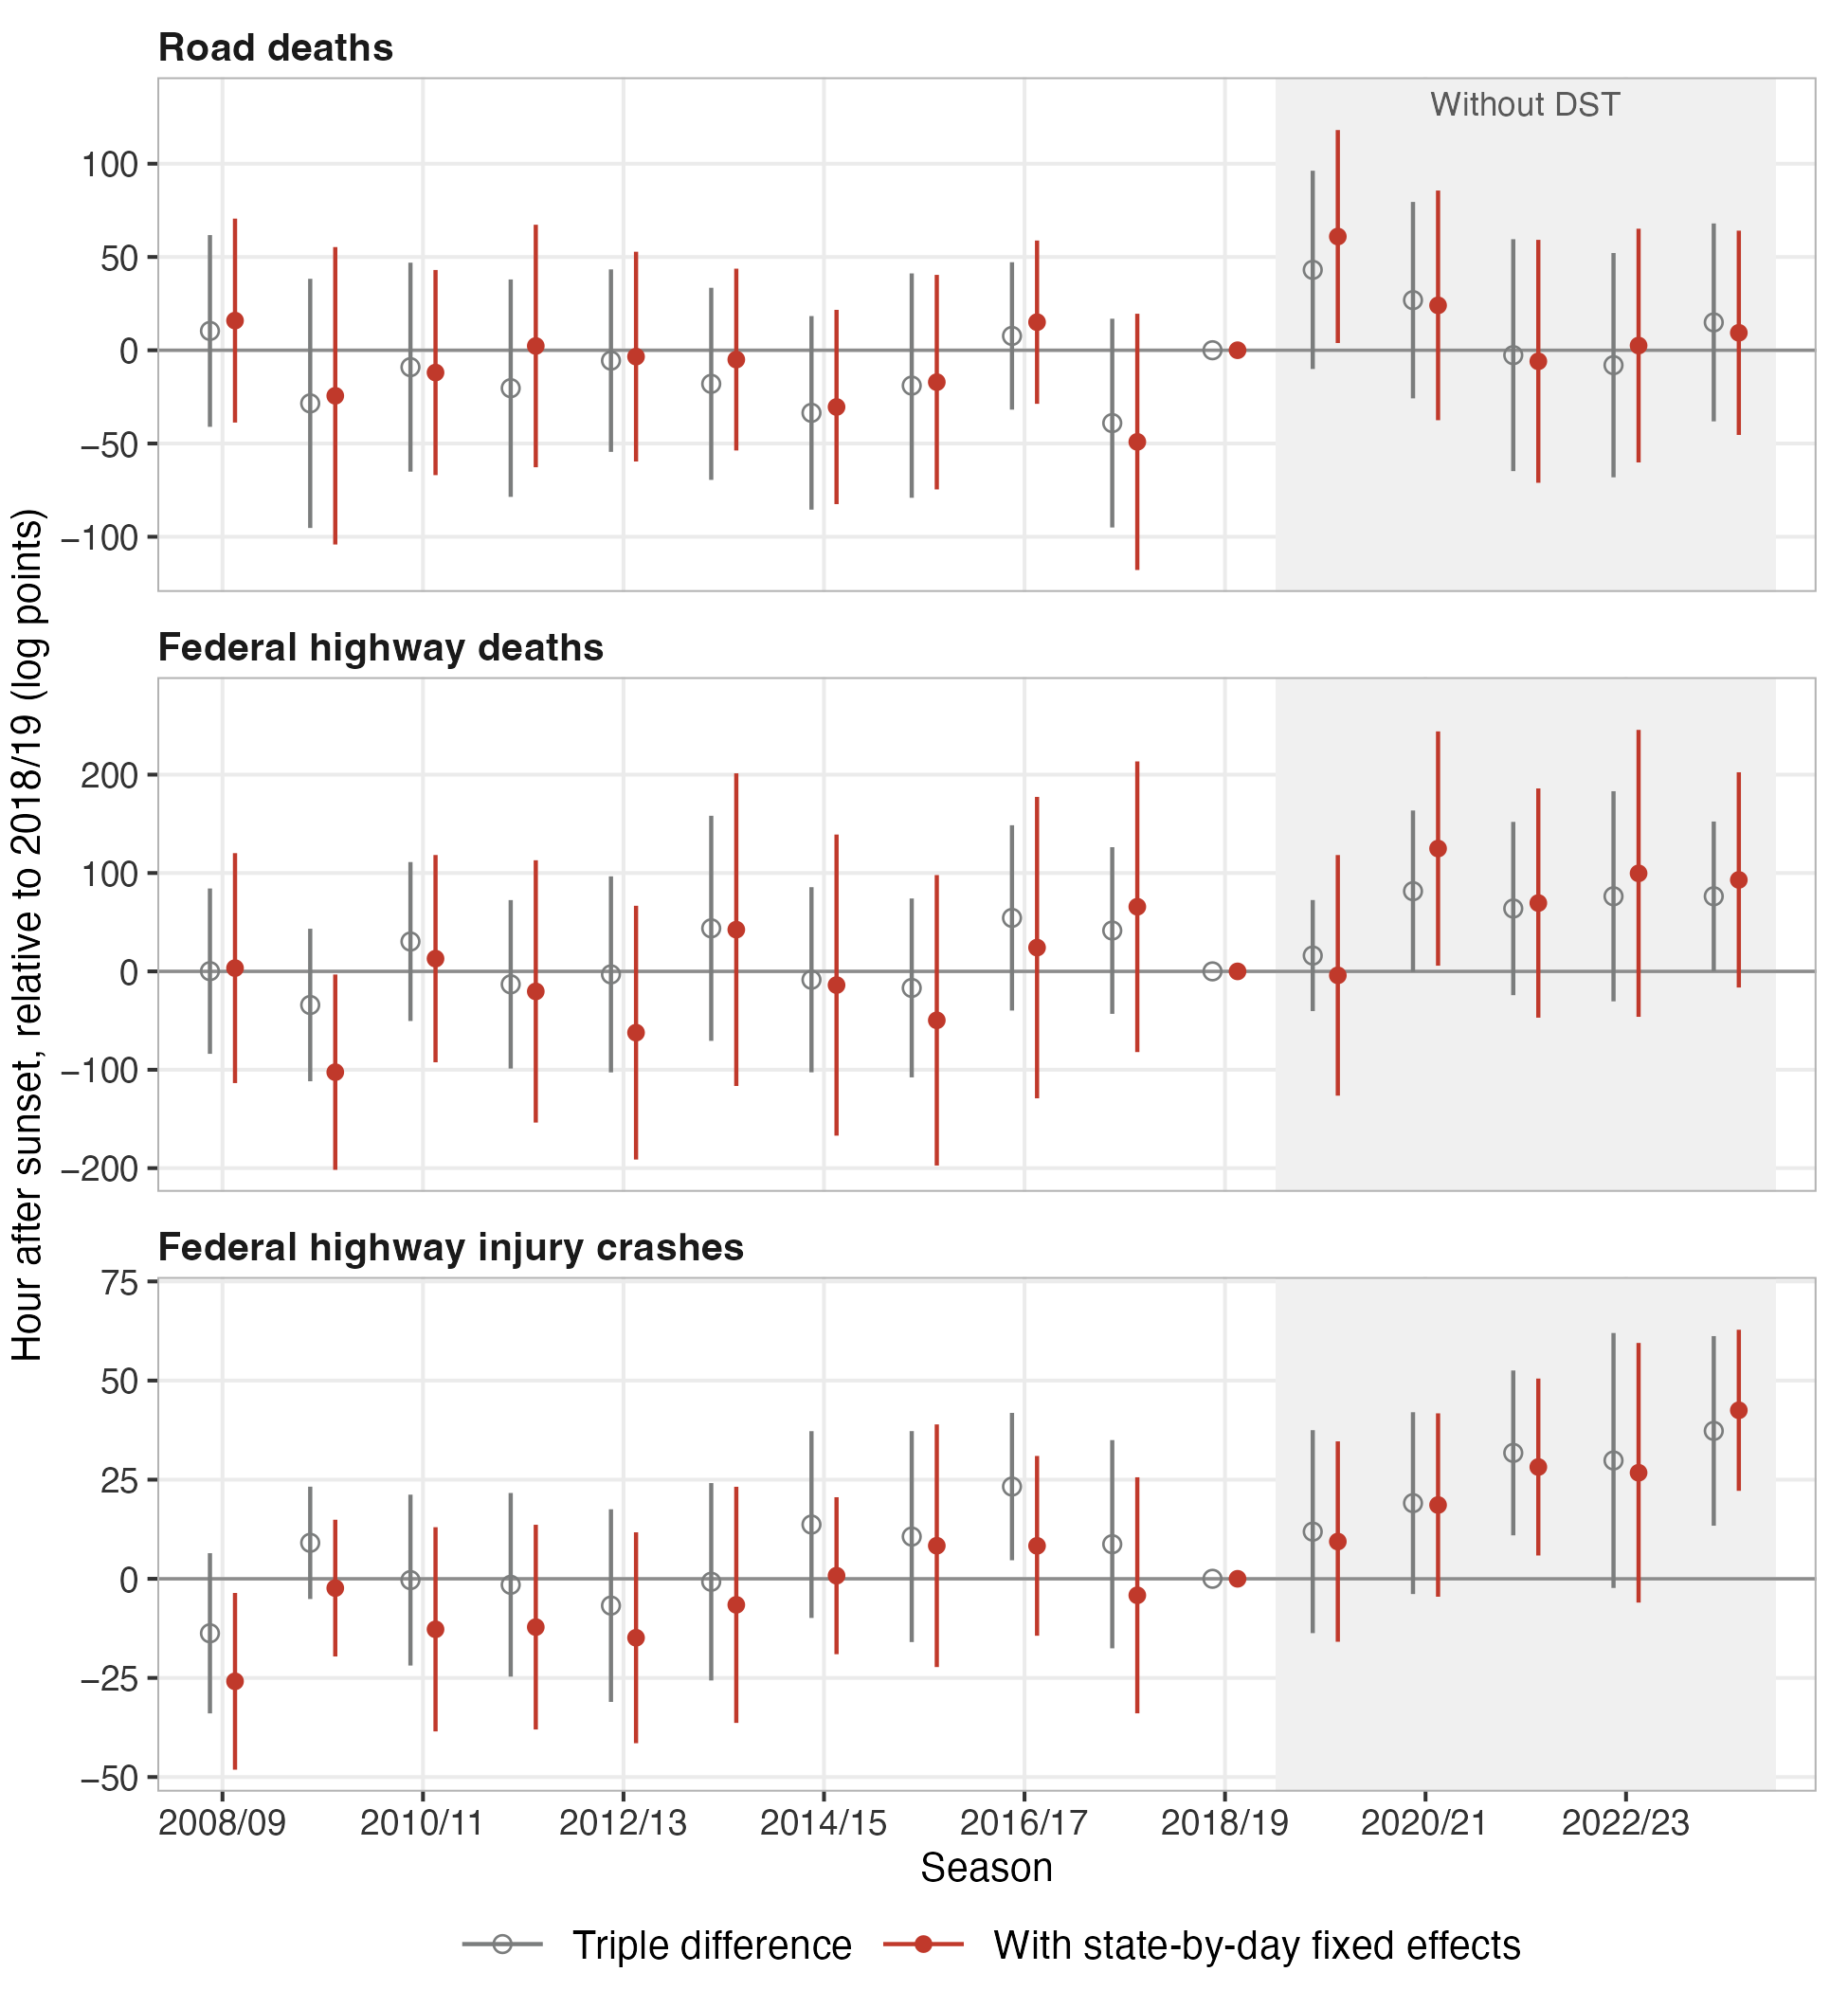 Road deaths
Without DST
100
50
0
−50
−100
Federal highway deaths
200
100
0
−100
−200
Federal highway injury crashes
75
50
25
0
−25
−50
Hour after sunset, relative to 2018/19 (log points)
2008/09 2010/11 2012/13 2014/15 2016/17 2018/19 2020/21 2022/23
Season
Triple difference With state-by-day fixed effects